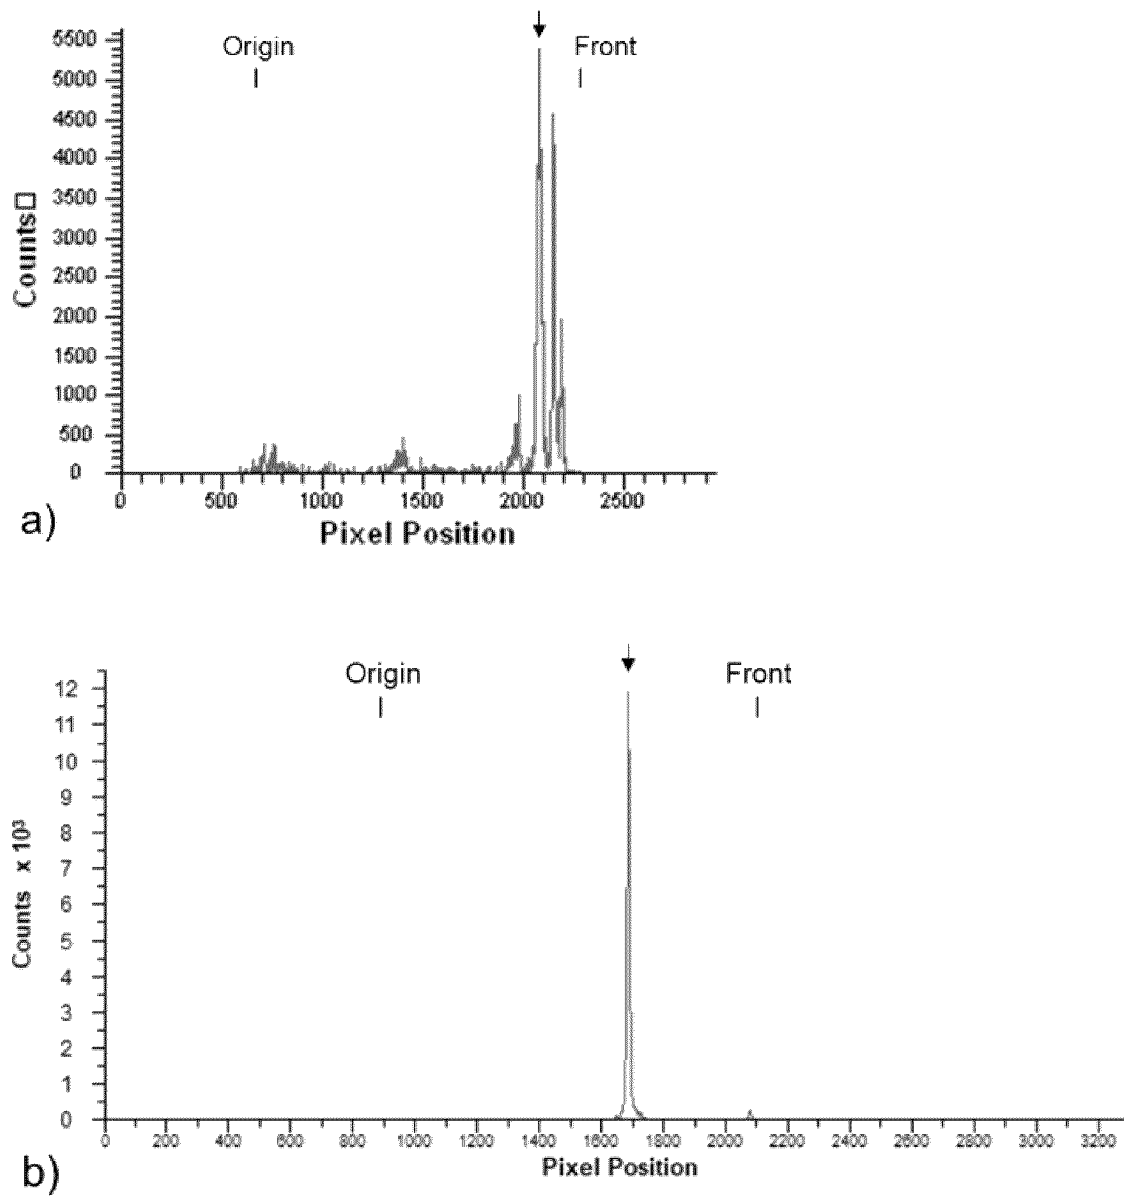 Origin Front
5500
5000
4500
4000
3500
3000
2500
2000
1500
1000
500
0
Counts□
0 500 1000 1500 2000 2500
Pixel Position
a)
Origin Front
12
11
10
9
8
7
6
5
4
3
2
1
0
Counts x 10³
0 200 400 600 800 1000 1200 1400 1600 1800 2000 2200 2400 2600 2800 3000 3200
Pixel Position
b)